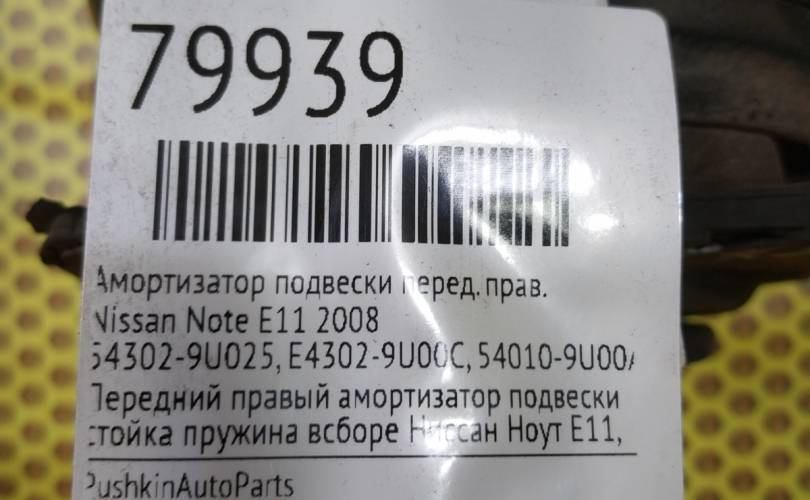 79939
Амортизатор подвески перед.прав.
Nissan Note E11 2008
54302-9U025, E4302-9U00C, 54010-9U00A
Передний правый амортизатор подвески
стойка пружина всборе Ниссан Ноут Е11,
PushkinAutoParts